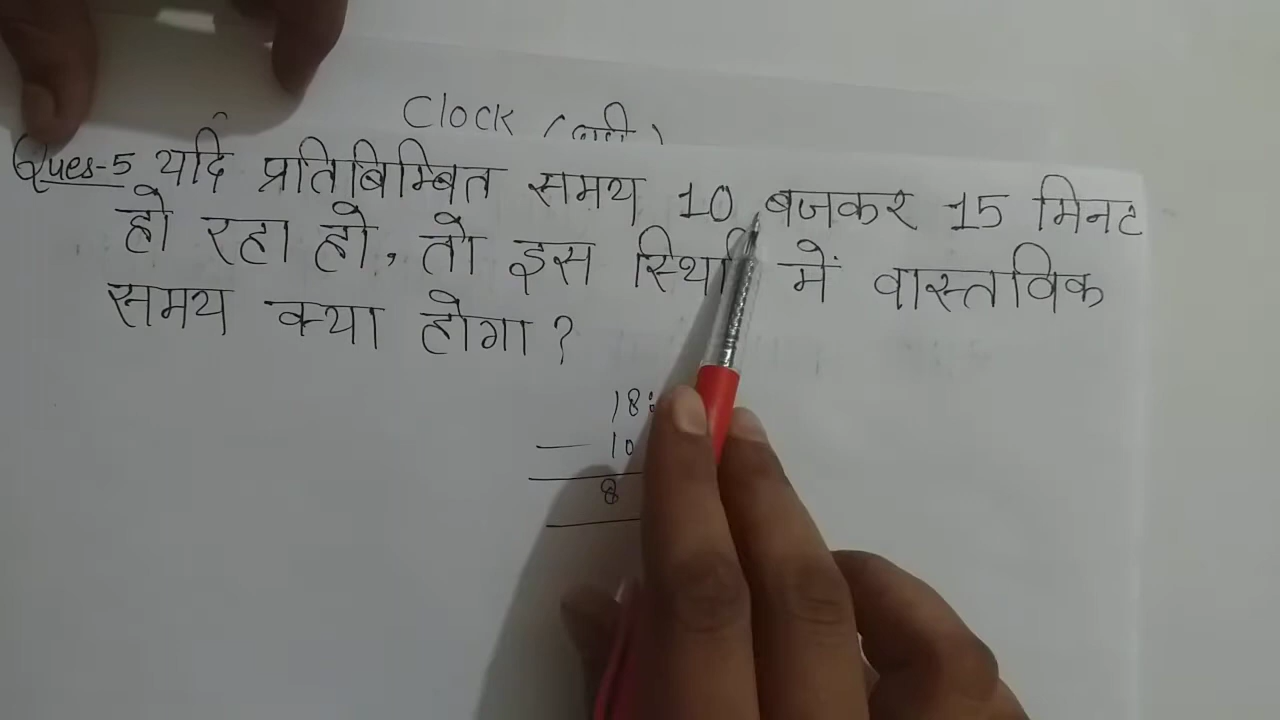 Clock
Ques-5 यदि प्रतिबिम्बित समय 10 बजकर 15 मिनट
हो रहा हो, तो इस स्थिति में वास्तविक
समय क्या होगा ?
18:
— 10
8